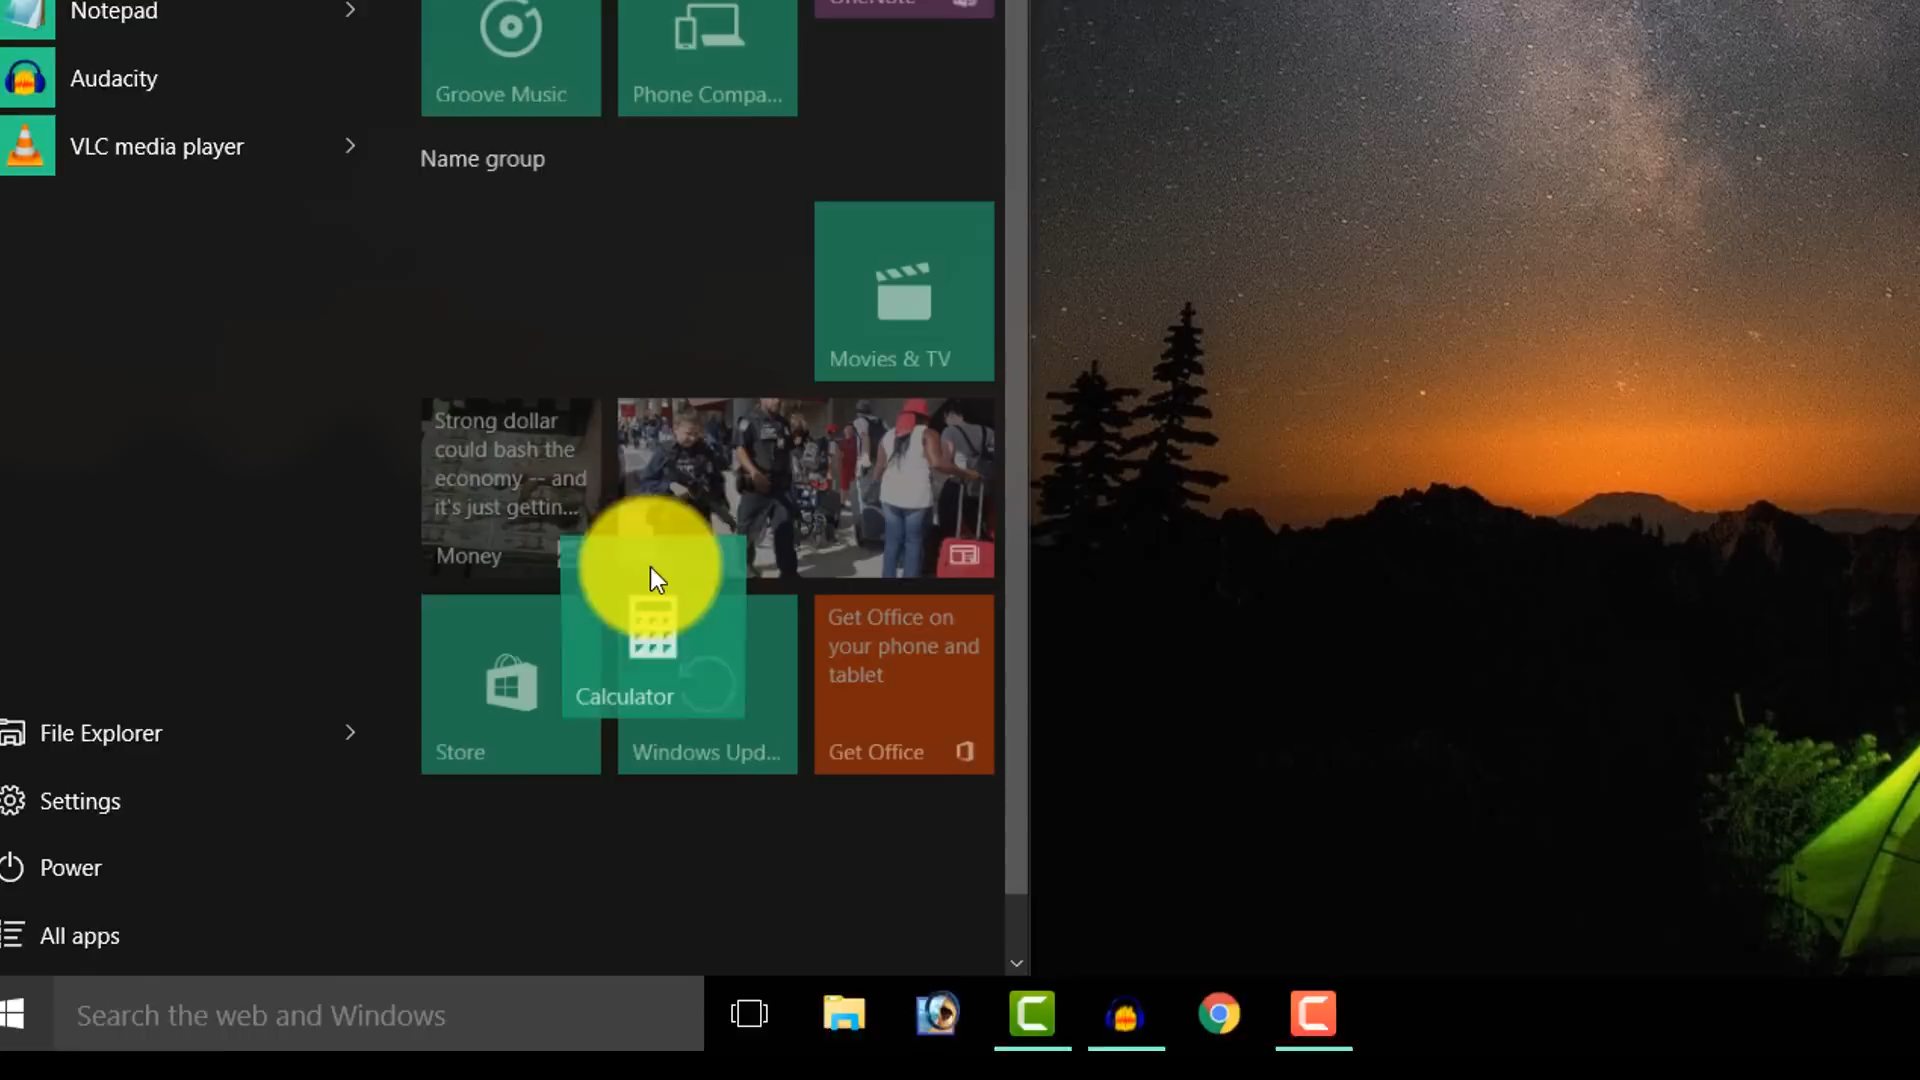 Notepad
Audacity
VLC media player
File Explorer
Settings
Power
All apps
OneNote
Groove Music
Phone Compa...
Name group
Movies & TV
Strong dollar
could bash the
economy -- and
it's just gettin...
Money
Calculator
Store
Windows Upd...
Get Office on
your phone and
tablet
Get Office
Search the web and Windows